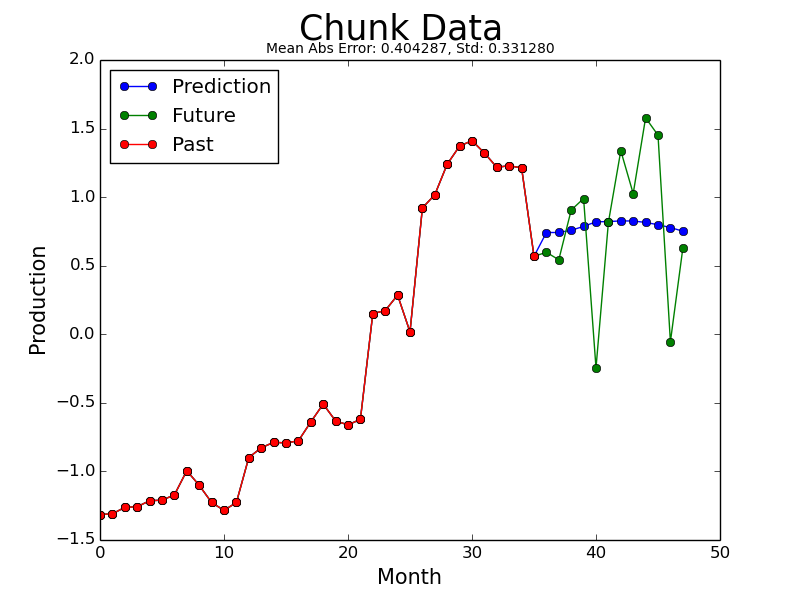 Chunk Data
Mean Abs Error: 0.404287, Std: 0.331280
Prediction
Future
Past
2.0
1.5
1.0
0.5
0.0
−0.5
−1.0
−1.5
Production
0 10 20 30 40 50
Month